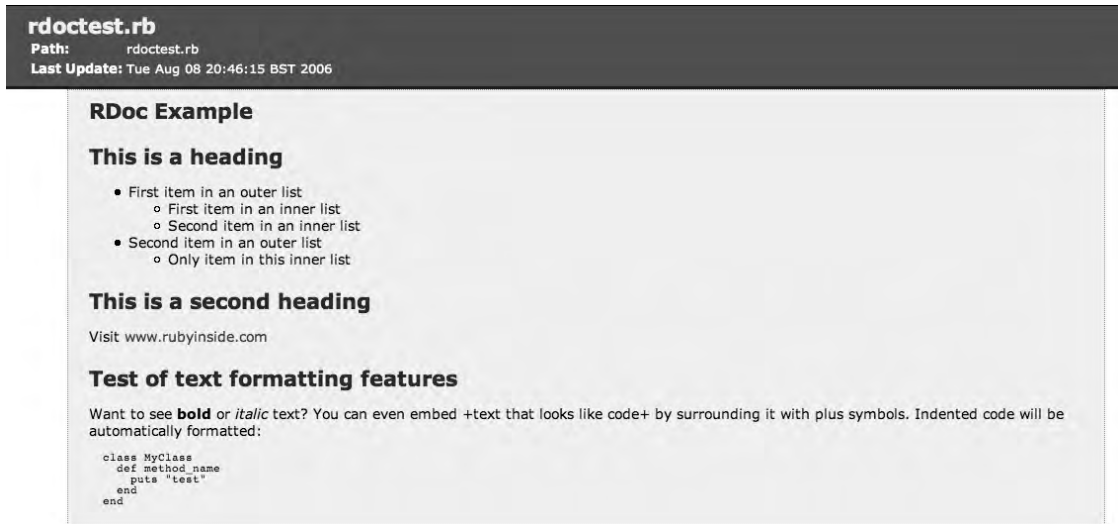 rdoctest.rb
Path: rdoctest.rb
Last Update: Tue Aug 08 20:46:15 BST 2006
RDoc Example
This is a heading
First item in an outer list
First item in an inner list
Second item in an inner list
Second item in an outer list
Only item in this inner list
This is a second heading
Visit www.rubyinside.com
Test of text formatting features
Want to see bold or italic text? You can even embed +text that looks like code+ by surrounding it with plus symbols. Indented code will be
automatically formatted:
class MyClass
def method_name
puts "test"
end
end